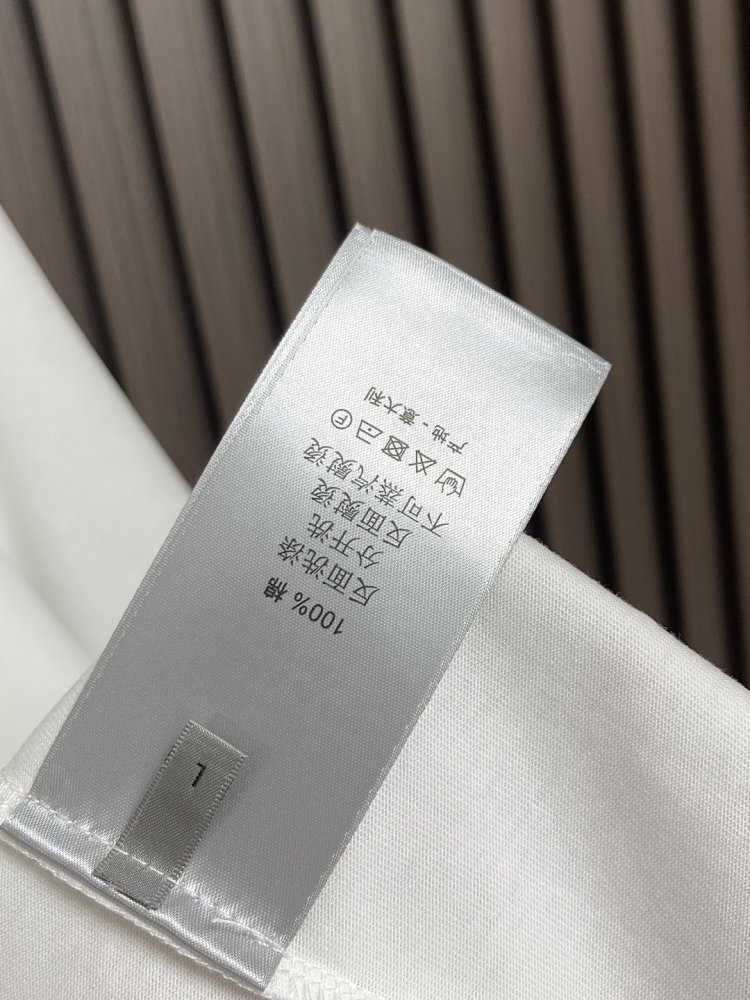 100% 棉
反面洗涤
分开洗
反面熨烫
不可蒸汽熨烫
F
产地 - 意大利
L